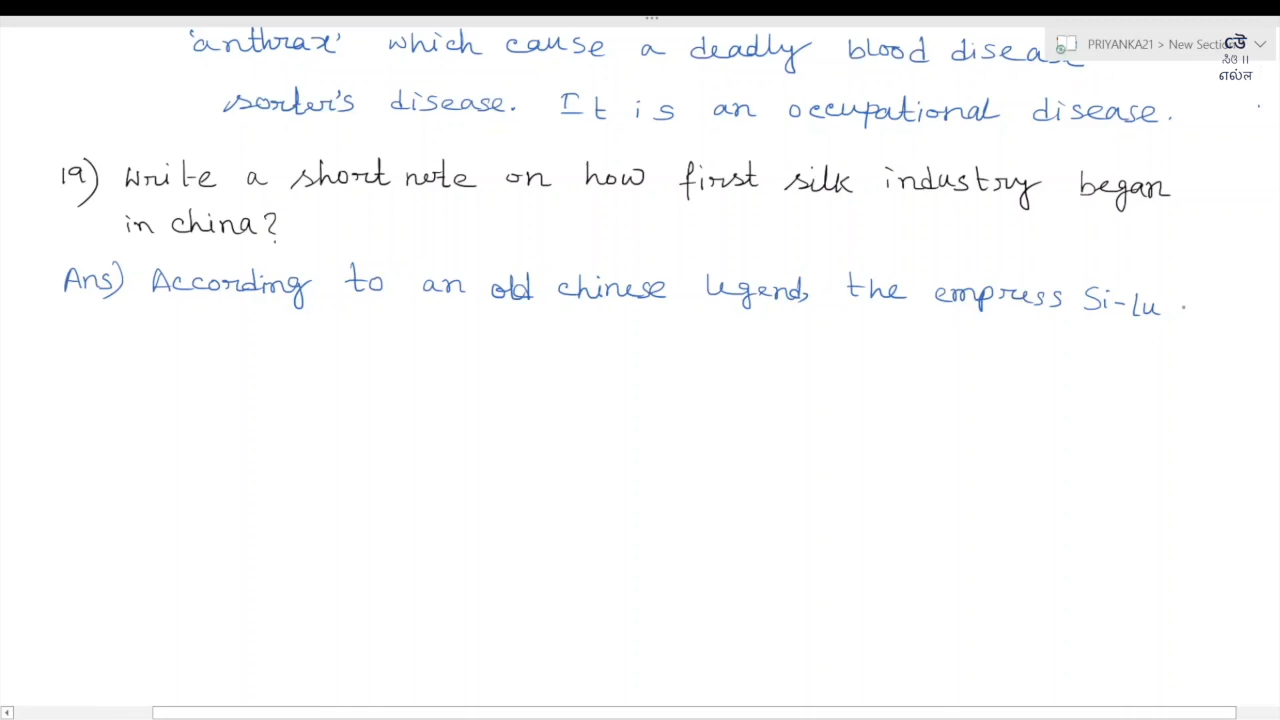 'anthrax' which cause a deadly blood diseas
PRIYANKA21 > New Section
sorter's disease. It is an occupational disease.
19) Write a short note on how first silk industry began
in china?
Ans) According to an old chinese legend, the empress Si-Lu